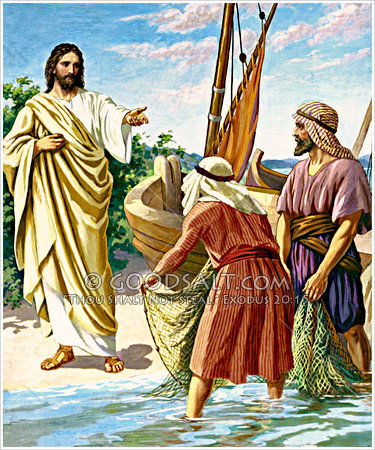 © GOODSALT.COM
"THOU SHALT NOT STEAL" EXODUS 20:15